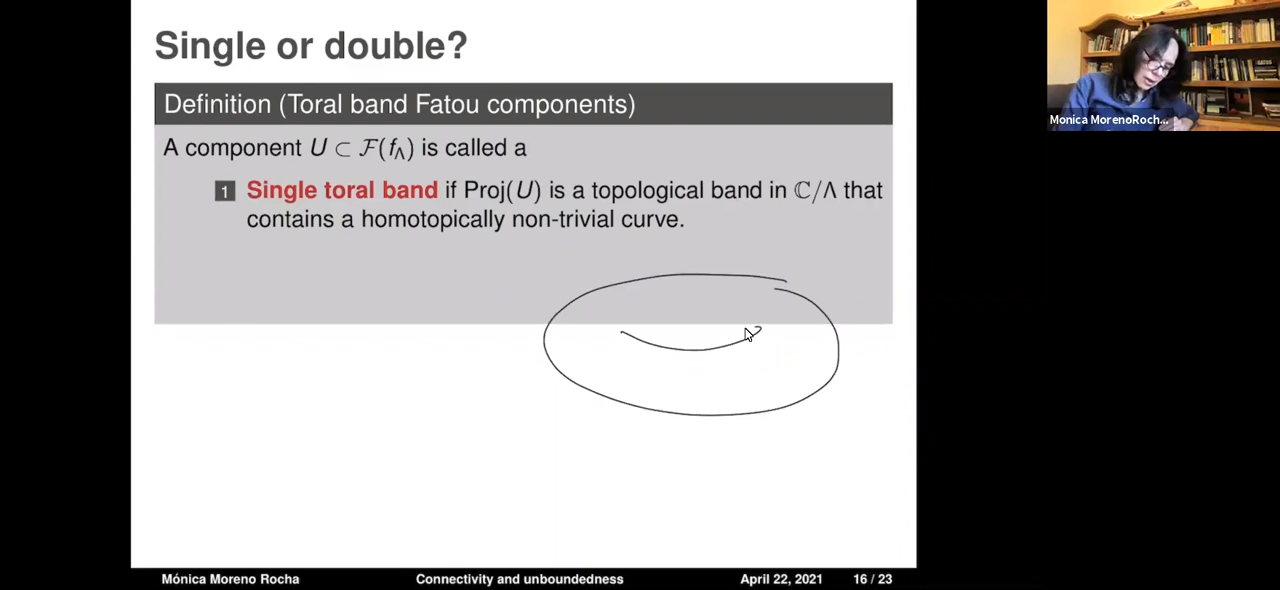 Single or double?
Definition (Toral band Fatou components)
A component U ⊂ F(f_Λ) is called a
1 Single toral band if Proj(U) is a topological band in ℂ/Λ that
contains a homotopically non-trivial curve.
Mónica Moreno Rocha Connectivity and unboundedness April 22, 2021 16 / 23
Monica MorenoRoch...